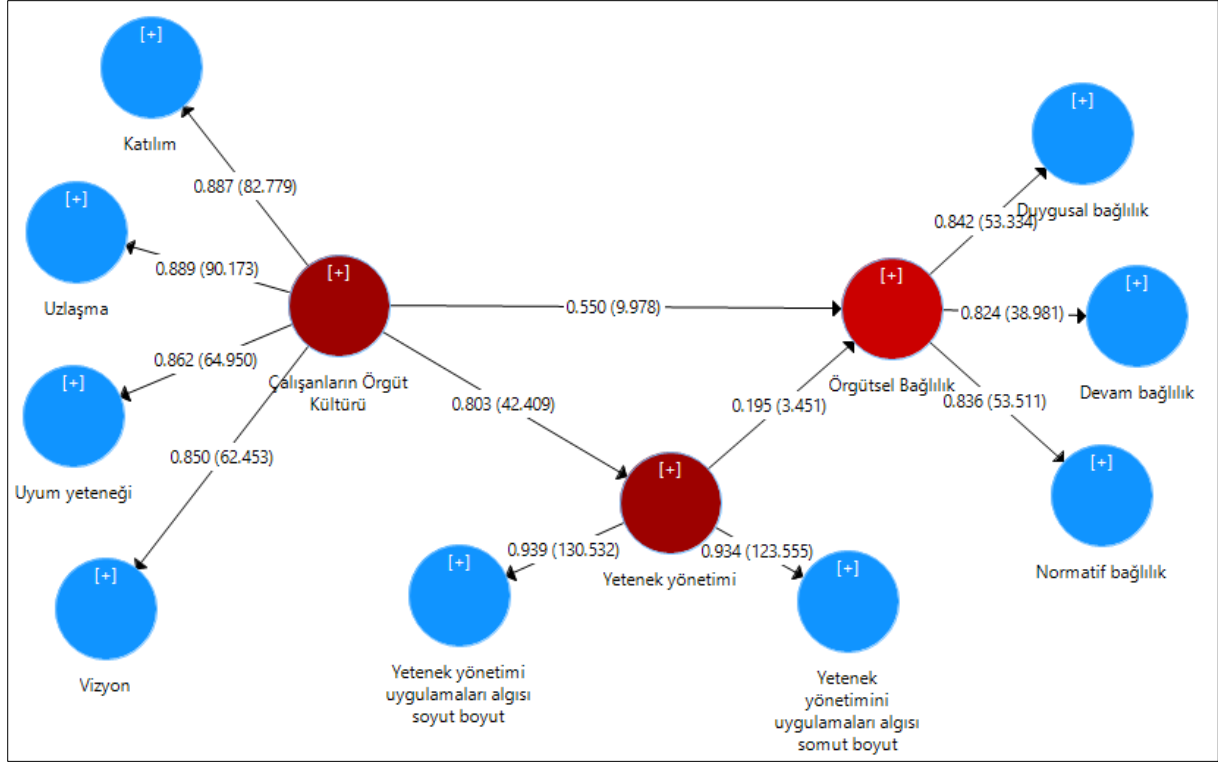 [+]
Katılım
0.887 (82.779)
[+]
Uzlaşma
0.889 (90.173)
[+]
Uyum yeteneği
0.862 (64.950)
[+]
Vizyon
0.850 (62.453)
[+]
Çalışanların Örgüt
Kültürü
0.550 (9.978)
0.803 (42.409)
[+]
Yetenek yönetimi
0.195 (3.451)
0.939 (130.532)
0.934 (123.555)
[+]
Yetenek yönetimi
uygulamaları algısı
soyut boyut
[+]
Yetenek
yönetimini
uygulamaları algısı
somut boyut
[+]
Örgütsel Bağlılık
0.842 (53.334)
[+]
Duygusal bağlılık
0.824 (38.981)
[+]
Devam bağlılık
0.836 (53.511)
[+]
Normatif bağlılık